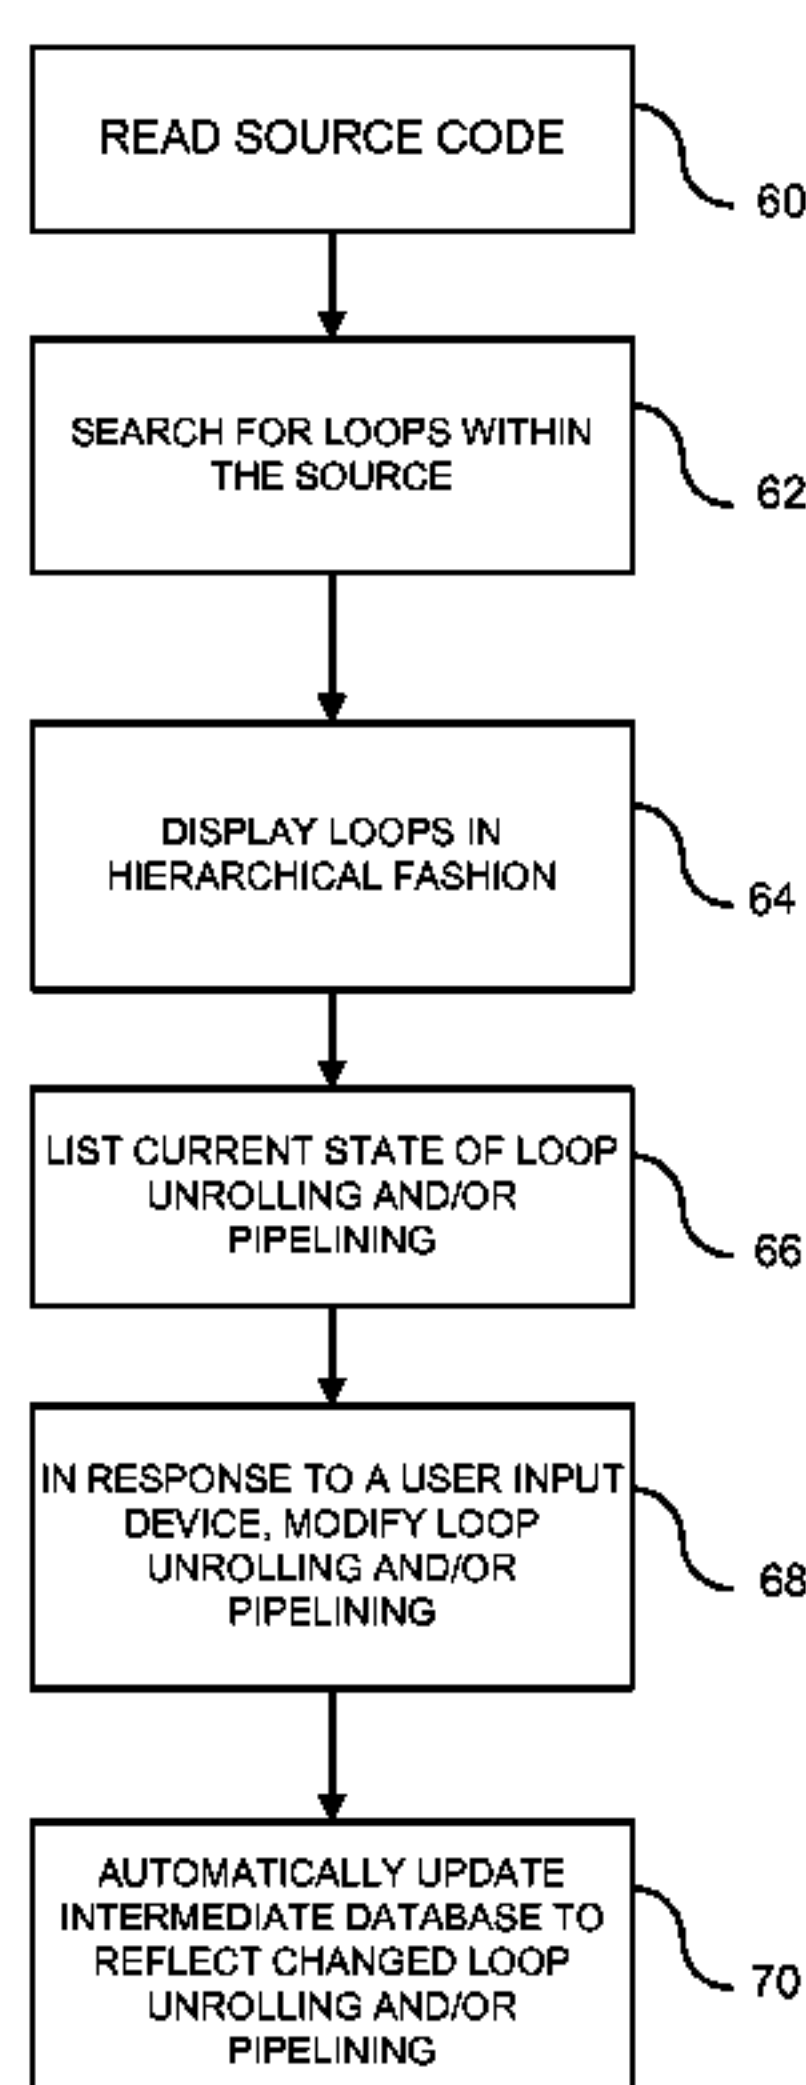 READ SOURCE CODE
60
SEARCH FOR LOOPS WITHIN
THE SOURCE
62
DISPLAY LOOPS IN
HIERARCHICAL FASHION
64
LIST CURRENT STATE OF LOOP
UNROLLING AND/OR
PIPELINING
66
IN RESPONSE TO A USER INPUT
DEVICE, MODIFY LOOP
UNROLLING AND/OR
PIPELINING
68
AUTOMATICALLY UPDATE
INTERMEDIATE DATABASE TO
REFLECT CHANGED LOOP
UNROLLING AND/OR
PIPELINING
70